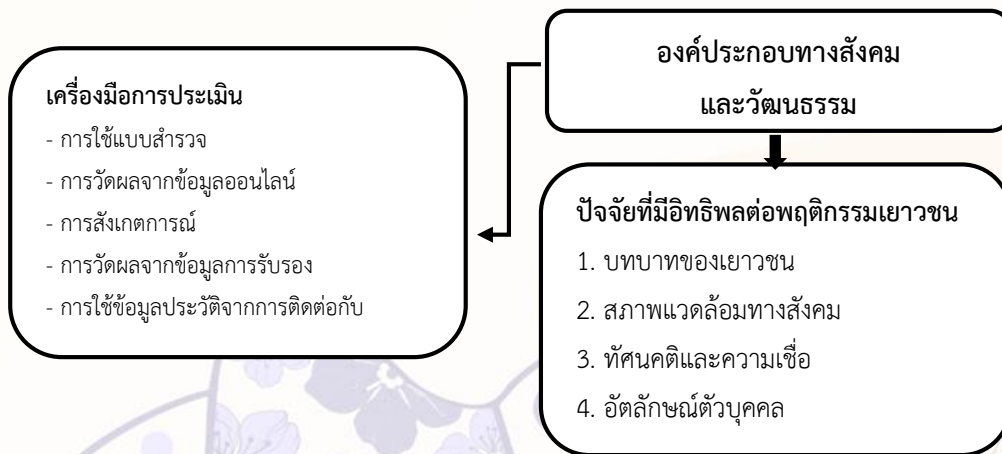 องค์ประกอบทางสังคม
และวัฒนธรรม
เครื่องมือการประเมิน
- การใช้แบบสำรวจ
- การวัดผลจากข้อมูลออนไลน์
- การสังเกตการณ์
- การวัดผลจากข้อมูลการรับรอง
- การใช้ข้อมูลประวัติจากการติดต่อกับ
ปัจจัยที่มีอิทธิพลต่อพฤติกรรมเยาวชน
1. บทบาทของเยาวชน
2. สภาพแวดล้อมทางสังคม
3. ทัศนคติและความเชื่อ
4. อัตลักษณ์ตัวบุคคล